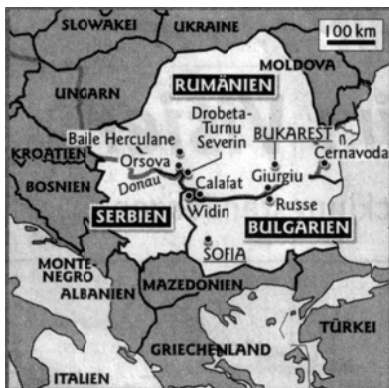 SLOWAKEI
UKRAINE
100 km
MOLDOVA
UNGARN
RUMÄNIEN
Drobeta-
Turnu
Severin
Baile Herculane
BUKAREST
KROATIEN
Orsova
Cernavoda
Donau
Calafat
Giurgiu
BOSNIEN
SERBIEN
Widin
Russe
BULGARIEN
SOFIA
MONTE-
NEGRO
ALBANIEN
MAZEDONIEN
TÜRKEI
GRIECHENLAND
ITALIEN